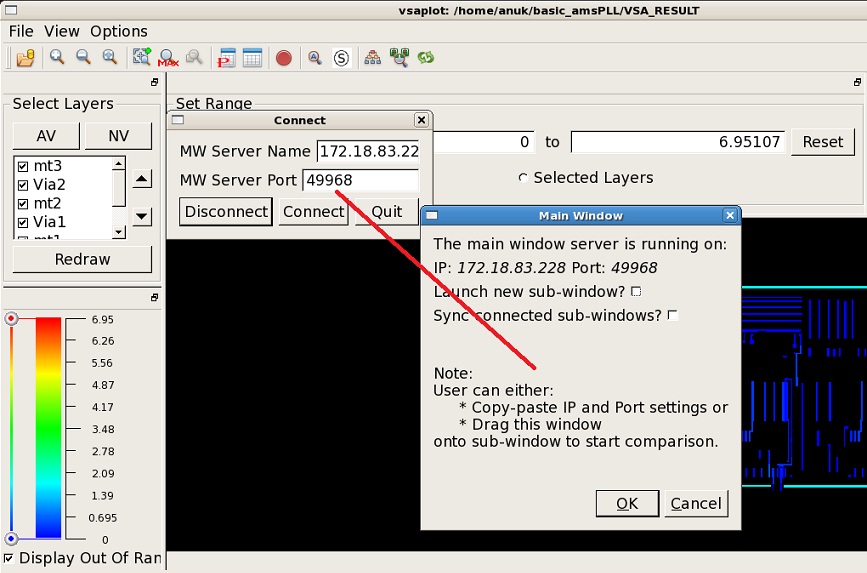 vsaplot: /home/anuk/basic_amsPLL/VSA_RESULT
File View Options
MAX
P
S
Select Layers
AV NV
mt3
Via2
mt2
Via1
Redraw
Set Range
0 to 6.95107 Reset
Selected Layers
Connect
MW Server Name 172.18.83.22
MW Server Port 49968
Disconnect Connect Quit
Main Window
The main window server is running on:
IP: 172.18.83.228 Port: 49968
Launch new sub-window?
Sync connected sub-windows?
Note:
User can either:
* Copy-paste IP and Port settings or
* Drag this window
onto sub-window to start comparison.
OK Cancel
6.95
6.26
5.56
4.87
4.17
3.48
2.78
2.09
1.39
0.695
0
Display Out Of Ran